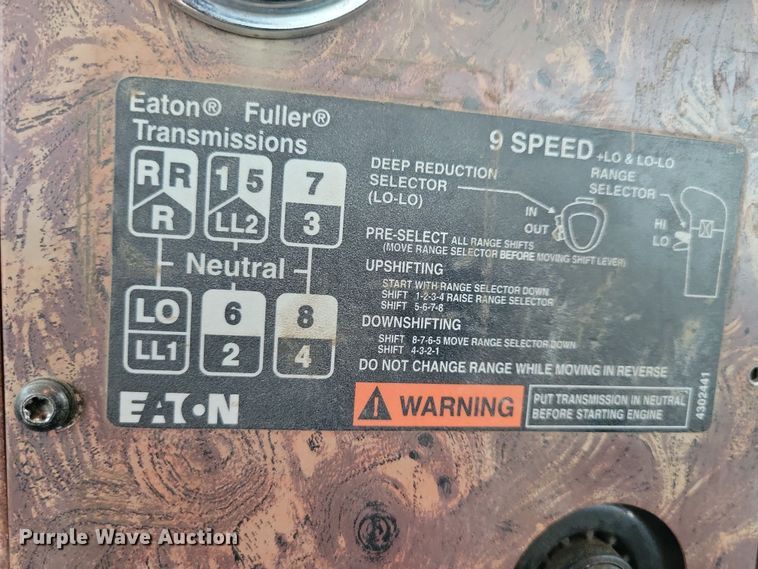 Eaton® Fuller®
Transmissions
9 SPEED +LO & LO-LO
R R
R
1 5
LL2
7
3
Neutral
LO
LL1
6
2
8
4
EATON
DEEP REDUCTION
SELECTOR
(LO-LO)
IN
OUT
RANGE
SELECTOR
HI
LO
PRE-SELECT ALL RANGE SHIFTS
(MOVE RANGE SELECTOR BEFORE MOVING SHIFT LEVER)
UPSHIFTING
START WITH RANGE SELECTOR DOWN
SHIFT 1-2-3-4 RAISE RANGE SELECTOR
SHIFT 5-6-7-8
DOWNSHIFTING
SHIFT 8-7-6-5 MOVE RANGE SELECTOR DOWN
SHIFT 4-3-2-1
DO NOT CHANGE RANGE WHILE MOVING IN REVERSE
WARNING
PUT TRANSMISSION IN NEUTRAL
BEFORE STARTING ENGINE
4302441
Purple Wave Auction